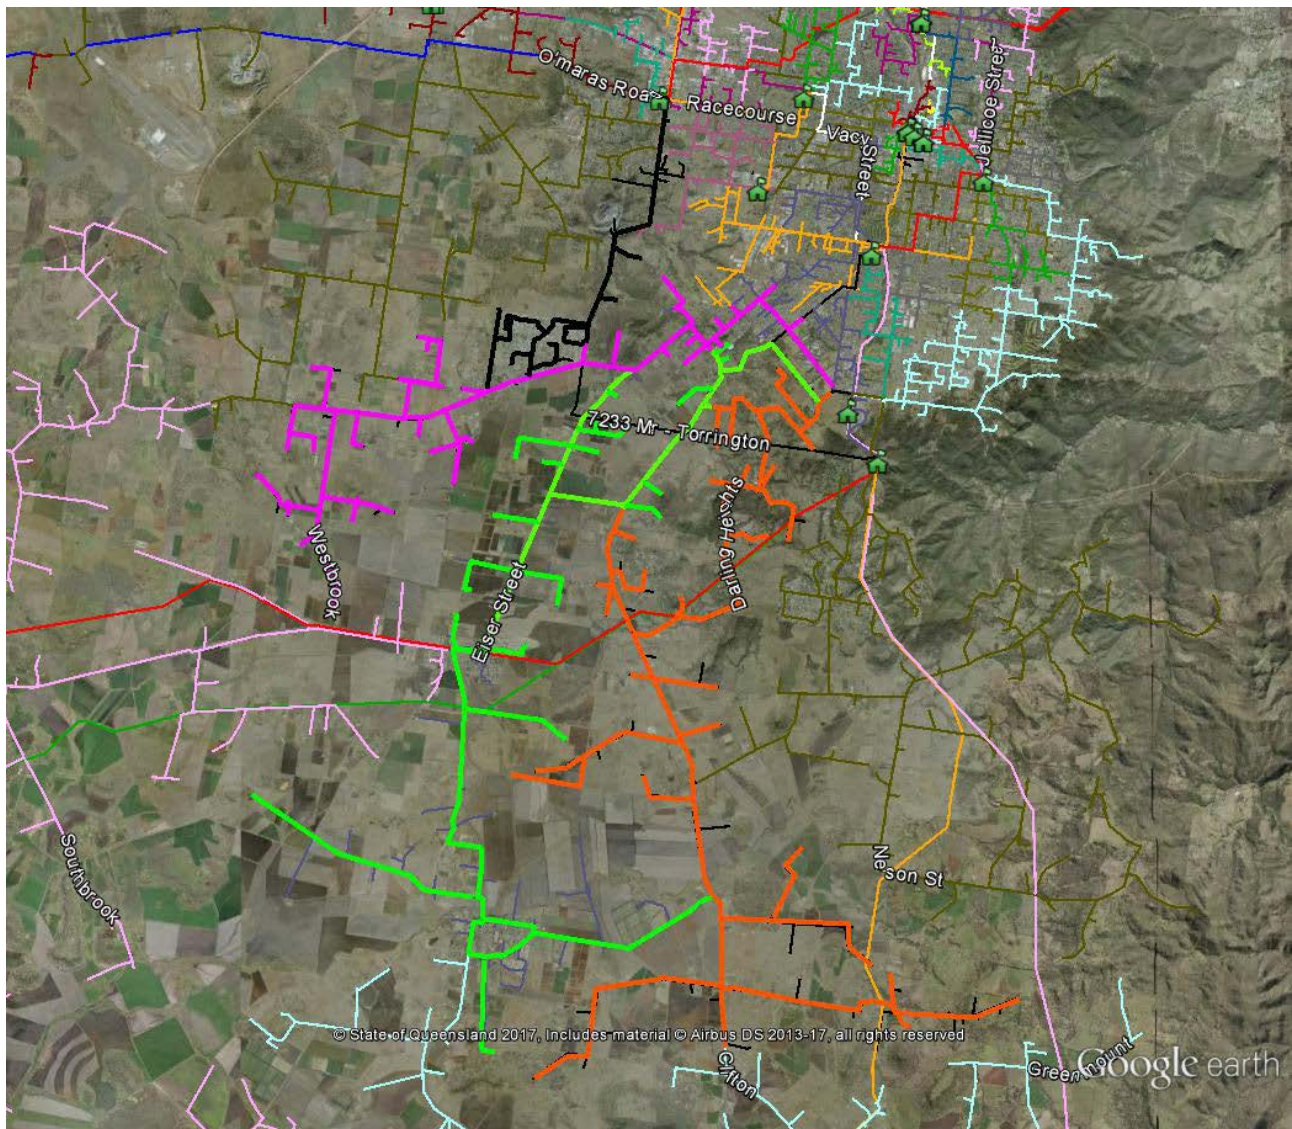 O'maras Road
Racecourse
Vacy Street
Jellicoe Street
7233 Mr - Torrington
Darling Heights
Westbrook
Eiser Street
Southbrook
Nelson St
© State of Queensland 2017, Includes material © Airbus DS 2013-17, all rights reserved
Clifton
Greenmount
Google earth